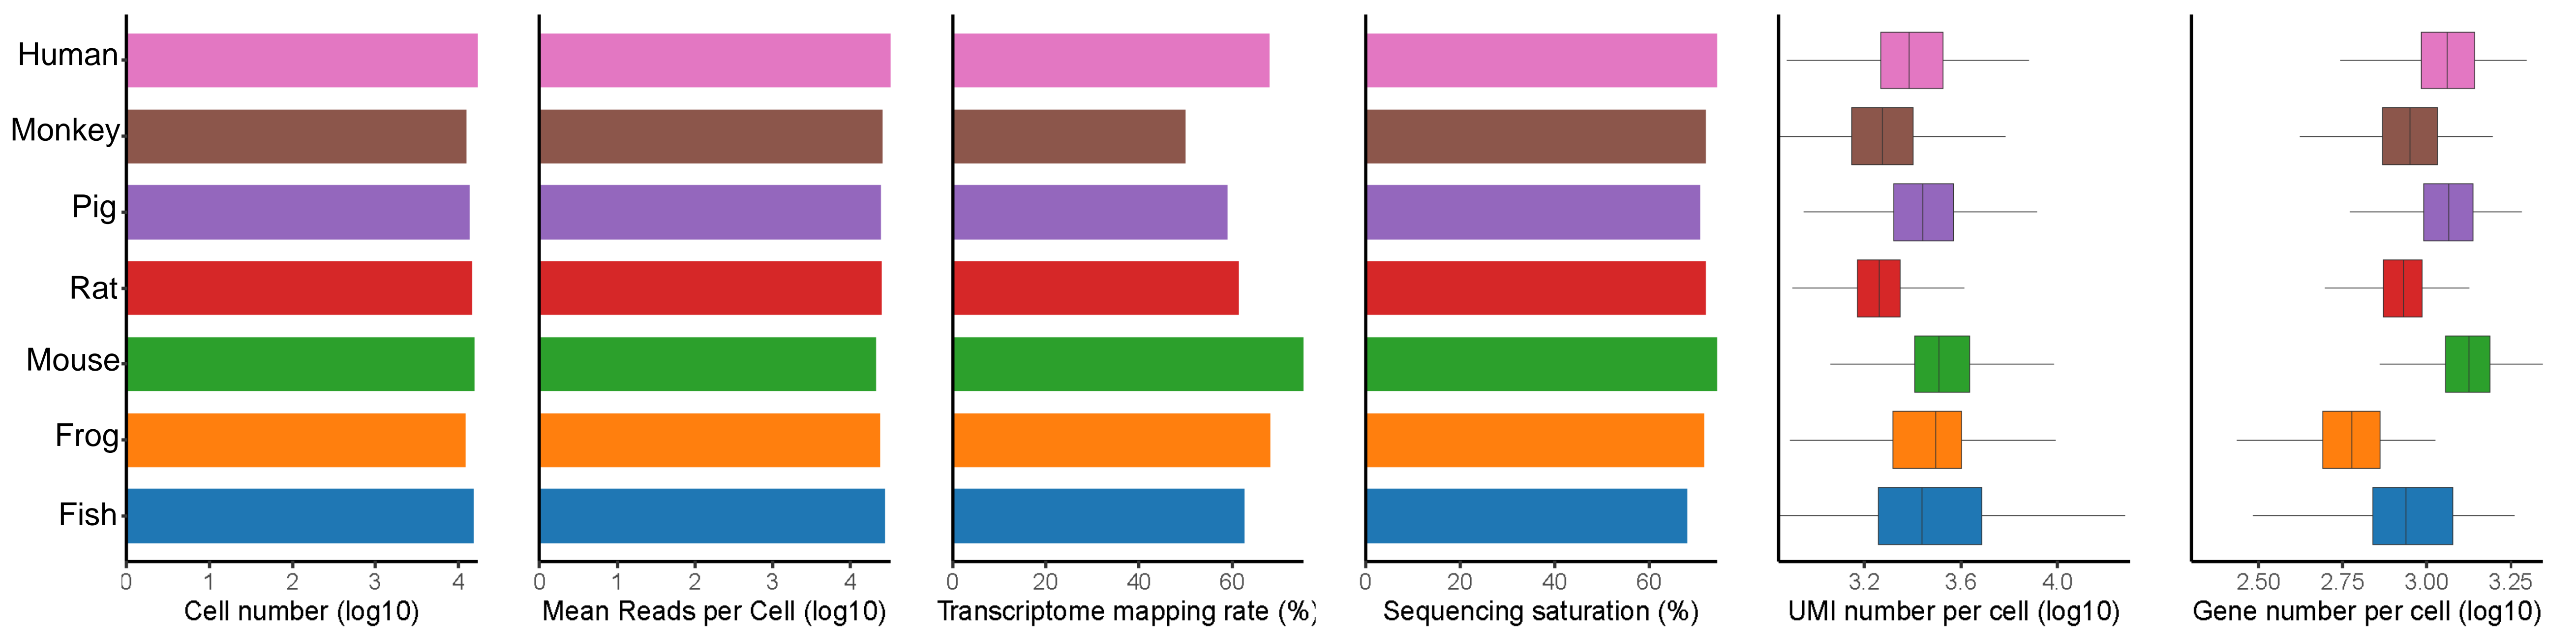 Human
Monkey
Pig
Rat
Mouse
Frog
Fish
0 1 2 3 4
Cell number (log10)
0 1 2 3 4
Mean Reads per Cell (log10)
0 20 40 60
Transcriptome mapping rate (%)
0 20 40 60
Sequencing saturation (%)
3.2 3.6 4.0
UMI number per cell (log10)
2.50 2.75 3.00 3.25
Gene number per cell (log10)